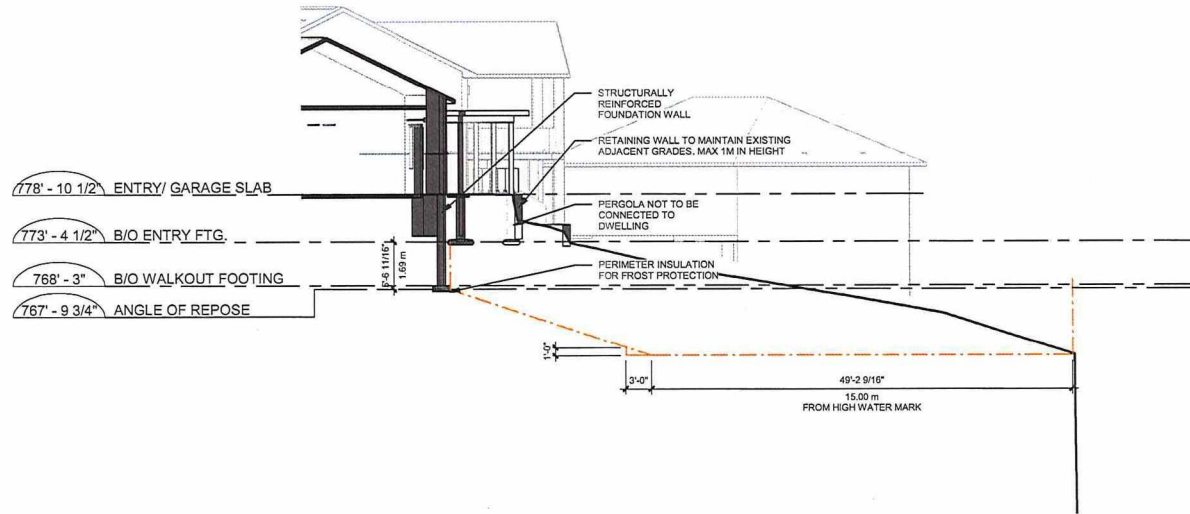 STRUCTURALLY
REINFORCED
FOUNDATION WALL
RETAINING WALL TO MAINTAIN EXISTING
ADJACENT GRADES. MAX 1M IN HEIGHT
778' - 10 1/2" ENTRY/ GARAGE SLAB
PERGOLA NOT TO BE
CONNECTED TO
DWELLING
773' - 4 1/2" B/O ENTRY FTG.
5'-6 11/16"
1.69 m
PERIMETER INSULATION
FOR FROST PROTECTION
768' - 3" B/O WALKOUT FOOTING
767' - 9 3/4" ANGLE OF REPOSE
1'-0"
3'-0"
49'-2 9/16"
15.00 m
FROM HIGH WATER MARK